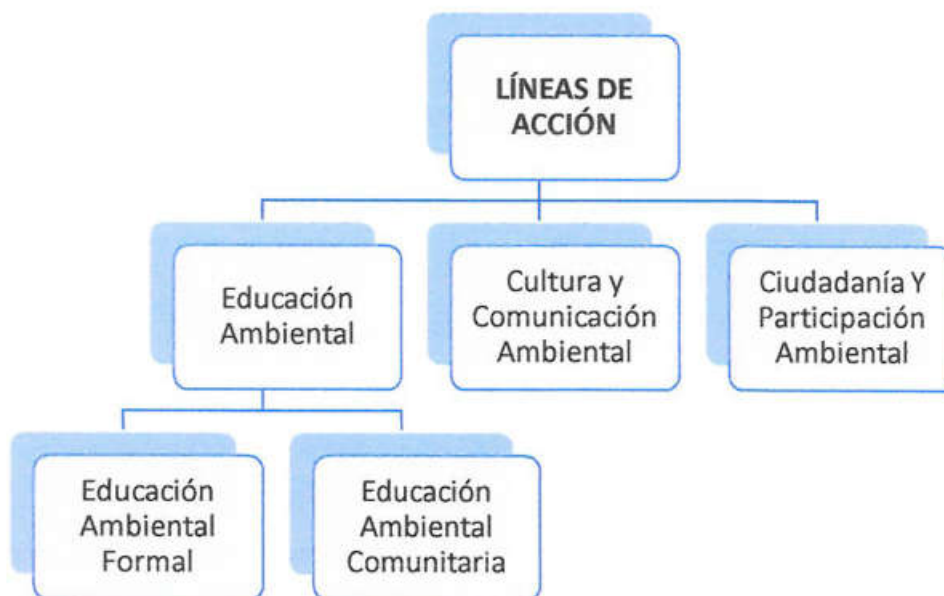 LÍNEAS DE
ACCIÓN
Educación
Ambiental
Cultura y
Comunicación
Ambiental
Ciudadanía Y
Participación
Ambiental
Educación
Ambiental
Formal
Educación
Ambiental
Comunitaria